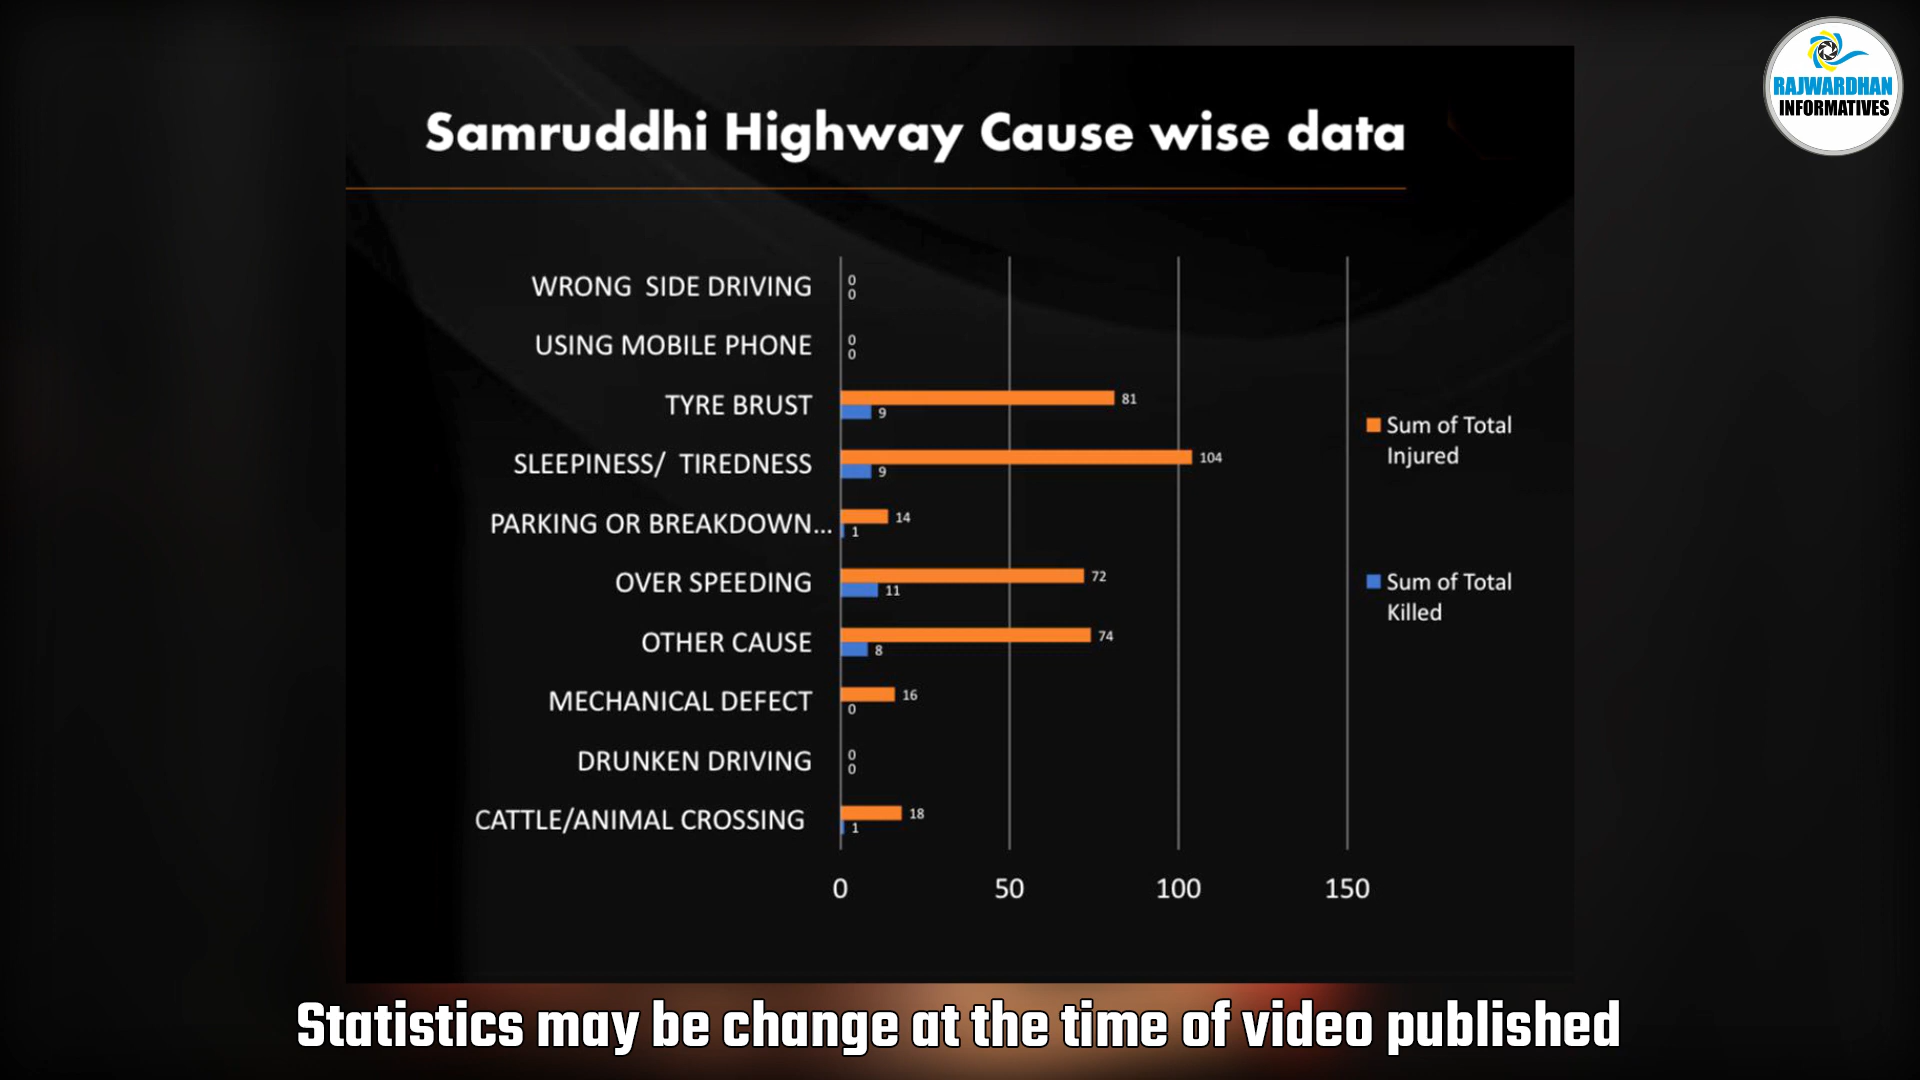 RAJWARDHAN
INFORMATIVES
Samruddhi Highway Cause wise data
WRONG SIDE DRIVING
0
0
USING MOBILE PHONE
0
0
TYRE BRUST
81
9
SLEEPINESS/ TIREDNESS
104
9
PARKING OR BREAKDOWN...
14
1
OVER SPEEDING
72
11
OTHER CAUSE
74
8
MECHANICAL DEFECT
16
0
DRUNKEN DRIVING
0
0
CATTLE/ANIMAL CROSSING
18
1
0 50 100 150
Sum of Total
Injured
Sum of Total
Killed
Statistics may be change at the time of video published